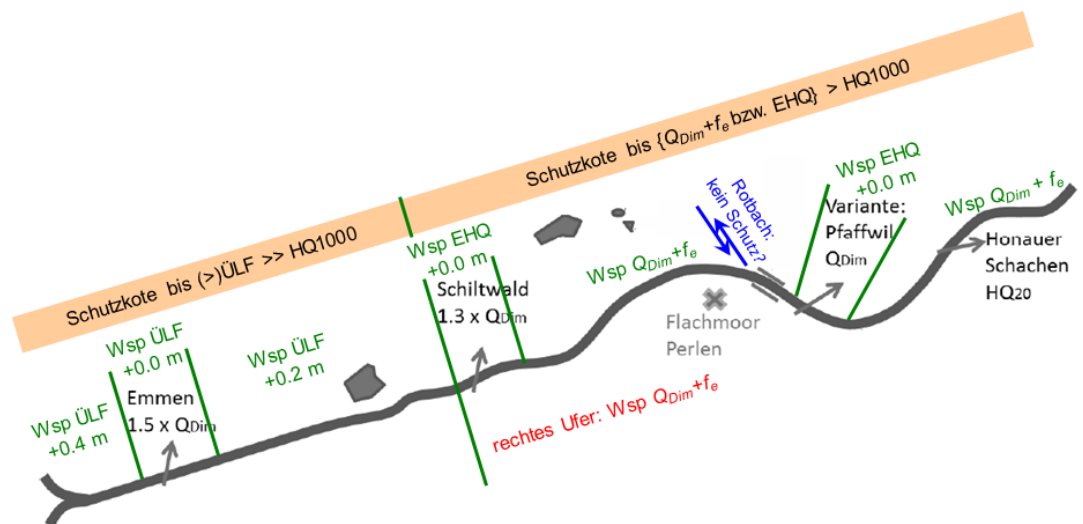 Schutzkote bis (>)ÜLF >> HQ1000
Schutzkote bis {QDim+fe bzw. EHQ} > HQ1000
Wsp ÜLF
+0.4 m
Wsp ÜLF
+0.0 m
Emmen
1.5 x QDim
Wsp ÜLF
+0.2 m
Wsp EHQ
+0.0 m
Schiltwald
1.3 x QDim
rechtes Ufer: Wsp QDim+fe
Wsp QDim+fe
Flachmoor
Perlen
Rotbach:
kein Schutz?
Wsp EHQ
+0.0 m
Variante:
Pfaffwil
QDim
Wsp QDim + fe
Honauer
Schachen
HQ20